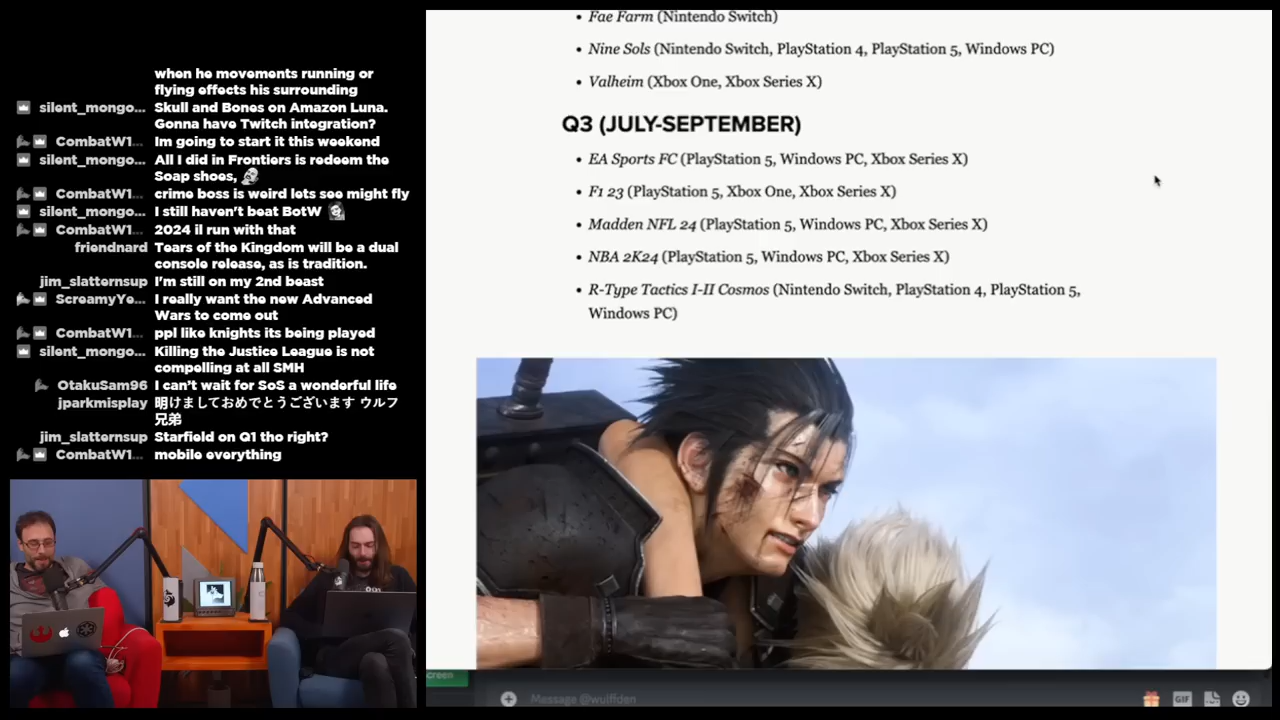 when he movements running or
flying effects his surrounding
silent_mongo... Skull and Bones on Amazon Luna.
Gonna have Twitch integration?
CombatW1... Im going to start it this weekend
silent_mongo... All I did in Frontiers is redeem the
Soap shoes,
CombatW1... crime boss is weird lets see might fly
silent_mongo... I still haven't beat BotW
CombatW1... 2024 il run with that
friendnard Tears of the Kingdom will be a dual
console release, as is tradition.
jim_slatternsup I'm still on my 2nd beast
ScreamyYe... I really want the new Advanced
Wars to come out
CombatW1... ppl like knights its being played
silent_mongo... Killing the Justice League is not
compelling at all SMH
OtakuSam96 I can't wait for SoS a wonderful life
jparkmisplay 明けましておめでとうございます ウルフ
兄弟
jim_slatternsup Starfield on Q1 tho right?
CombatW1... mobile everything
Fae Farm (Nintendo Switch)
Nine Sols (Nintendo Switch, PlayStation 4, PlayStation 5, Windows PC)
Valheim (Xbox One, Xbox Series X)
Q3 (JULY-SEPTEMBER)
EA Sports FC (PlayStation 5, Windows PC, Xbox Series X)
F1 23 (PlayStation 5, Xbox One, Xbox Series X)
Madden NFL 24 (PlayStation 5, Windows PC, Xbox Series X)
NBA 2K24 (PlayStation 5, Windows PC, Xbox Series X)
R-Type Tactics I-II Cosmos (Nintendo Switch, PlayStation 4, PlayStation 5,
Windows PC)
creen
Message @wulffden
GIF